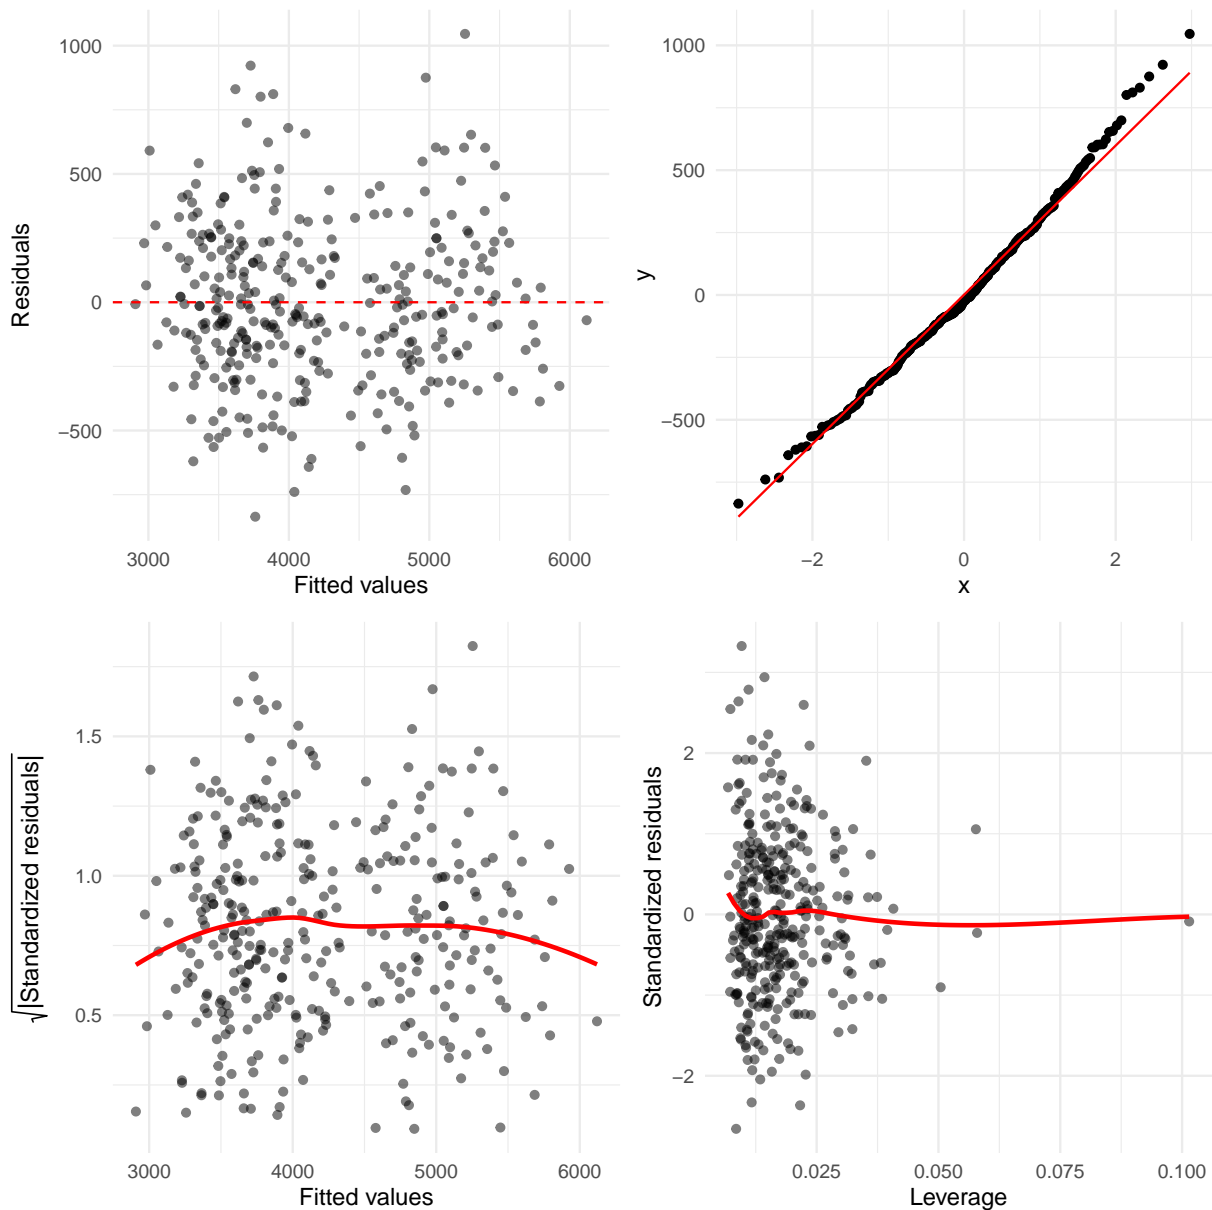 1000
500
0
−500
Residuals
3000 4000 5000 6000
Fitted values
1000
500
0
−500
y
−2 0 2
x
1.5
1.0
0.5
√|Standardized residuals|
3000 4000 5000 6000
Fitted values
2
0
−2
Standardized residuals
0.025 0.050 0.075 0.100
Leverage